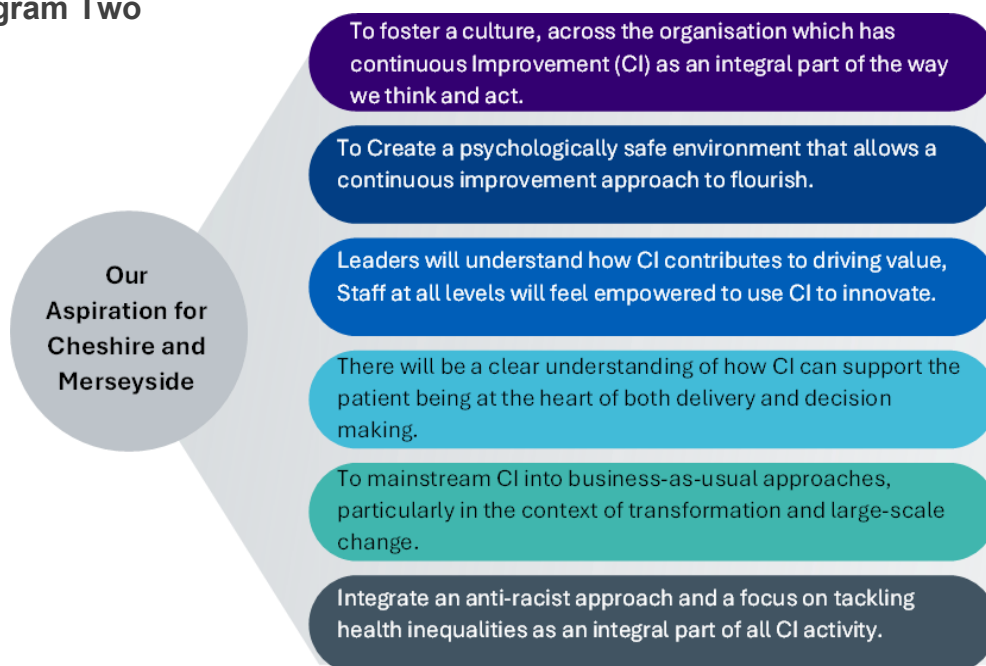 gram Two
To foster a culture, across the organisation which has
continuous Improvement (CI) as an integral part of the way
we think and act.
To Create a psychologically safe environment that allows a
continuous improvement approach to flourish.
Leaders will understand how CI contributes to driving value,
Staff at all levels will feel empowered to use CI to innovate.
Our
Aspiration for
Cheshire and
Merseyside
There will be a clear understanding of how CI can support the
patient being at the heart of both delivery and decision
making.
To mainstream CI into business-as-usual approaches,
particularly in the context of transformation and large-scale
change.
Integrate an anti-racist approach and a focus on tackling
health inequalities as an integral part of all CI activity.